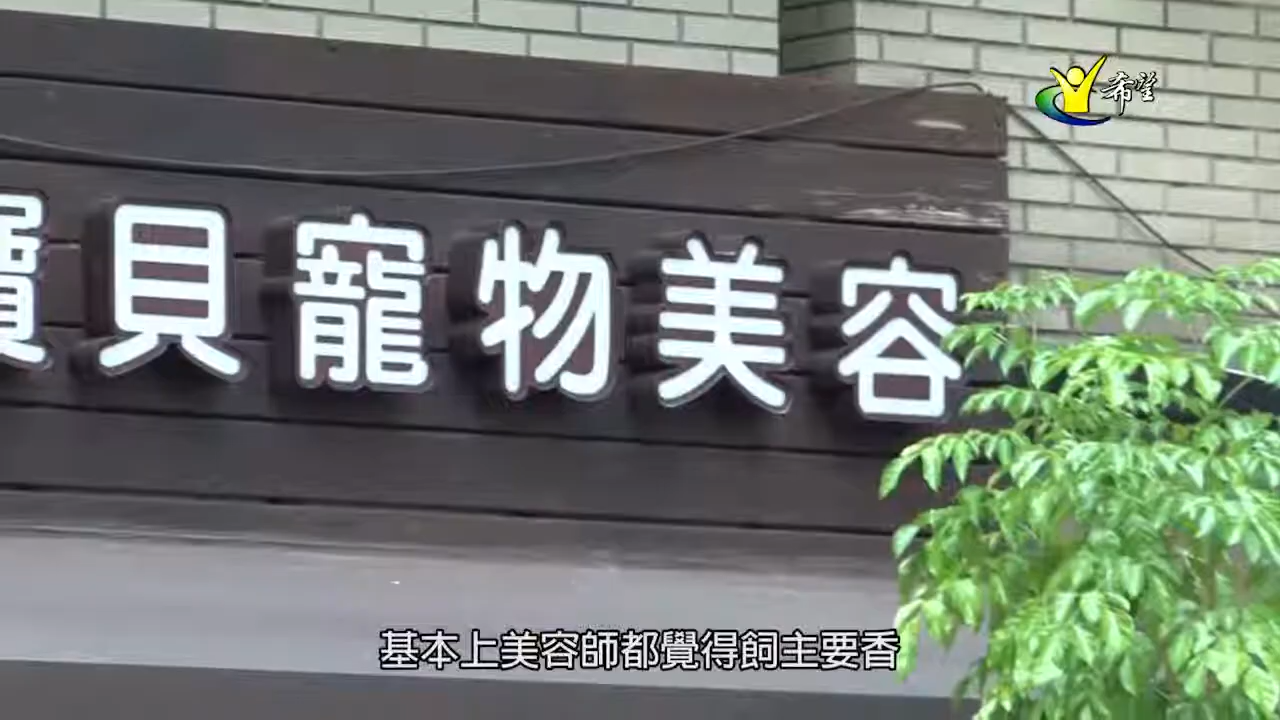 希望
寶貝寵物美容
基本上美容師都覺得飼主要香